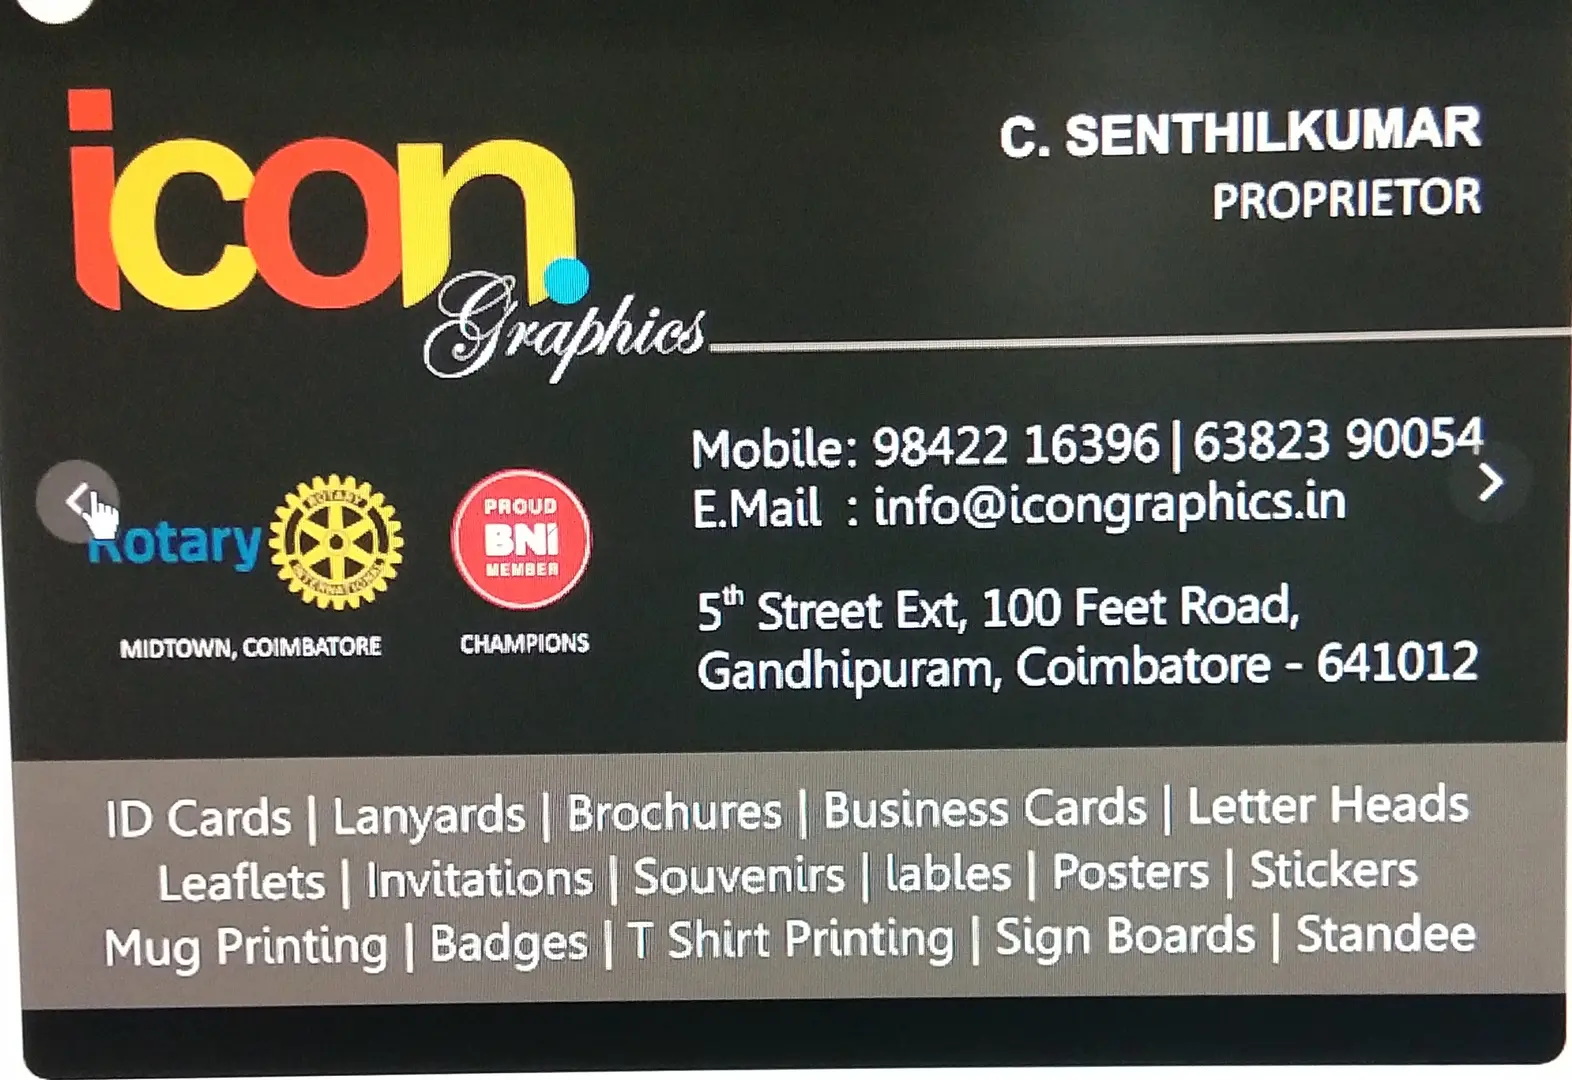 icon
Graphics
C. SENTHILKUMAR
PROPRIETOR
Mobile: 98422 16396 | 63823 90054
E.Mail : info@icongraphics.in
5th Street Ext, 100 Feet Road,
Gandhipuram, Coimbatore - 641012
Rotary
ROTARY
INTERNATIONAL
MIDTOWN, COIMBATORE
PROUD
BNI
MEMBER
CHAMPIONS
ID Cards | Lanyards | Brochures | Business Cards | Letter Heads
Leaflets | Invitations | Souvenirs | lables | Posters | Stickers
Mug Printing | Badges | T Shirt Printing | Sign Boards | Standee